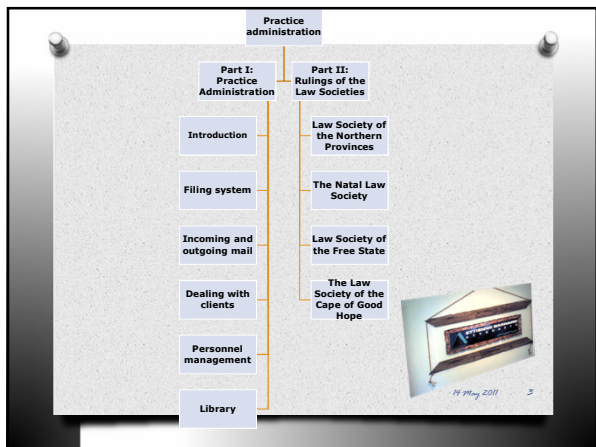 Practice
administration
Part I:
Practice
Administration
Introduction
Filing system
Incoming and
outgoing mail
Dealing with
clients
Personnel
management
Library
Part II:
Rulings of the
Law Societies
Law Society of
the Northern
Provinces
The Natal Law
Society
Law Society of
the Free State
The Law
Society of the
Cape of Good
Hope
14 May 2011
3